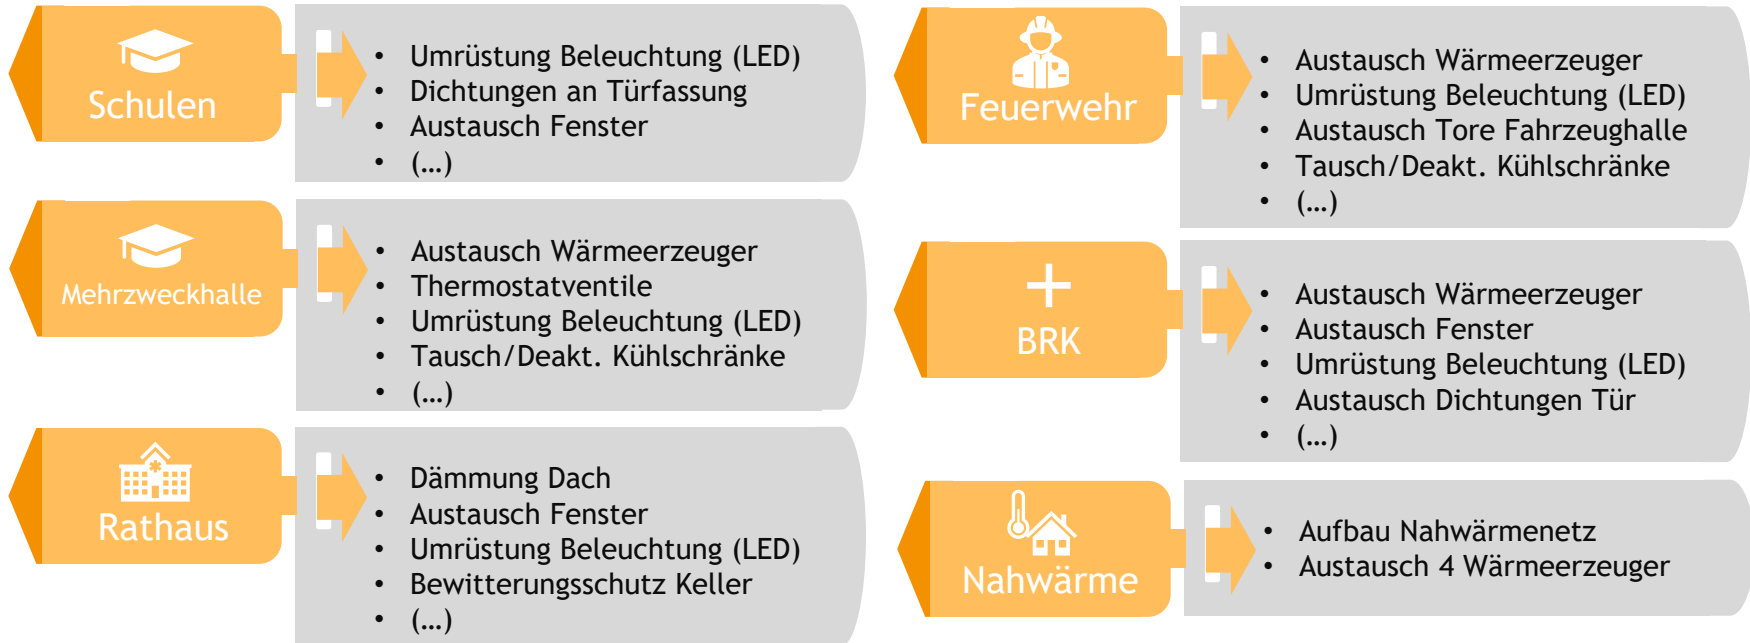 Schulen
• Umrüstung Beleuchtung (LED)
• Dichtungen an Türfassung
• Austausch Fenster
• (…)
Mehrzweckhalle
• Austausch Wärmeerzeuger
• Thermostatventile
• Umrüstung Beleuchtung (LED)
• Tausch/Deakt. Kühlschränke
• (…)
Rathaus
• Dämmung Dach
• Austausch Fenster
• Umrüstung Beleuchtung (LED)
• Bewitterungsschutz Keller
• (…)
Feuerwehr
• Austausch Wärmeerzeuger
• Umrüstung Beleuchtung (LED)
• Austausch Tore Fahrzeughalle
• Tausch/Deakt. Kühlschränke
• (…)
BRK
• Austausch Wärmeerzeuger
• Austausch Fenster
• Umrüstung Beleuchtung (LED)
• Austausch Dichtungen Tür
• (…)
Nahwärme
• Aufbau Nahwärmenetz
• Austausch 4 Wärmeerzeuger